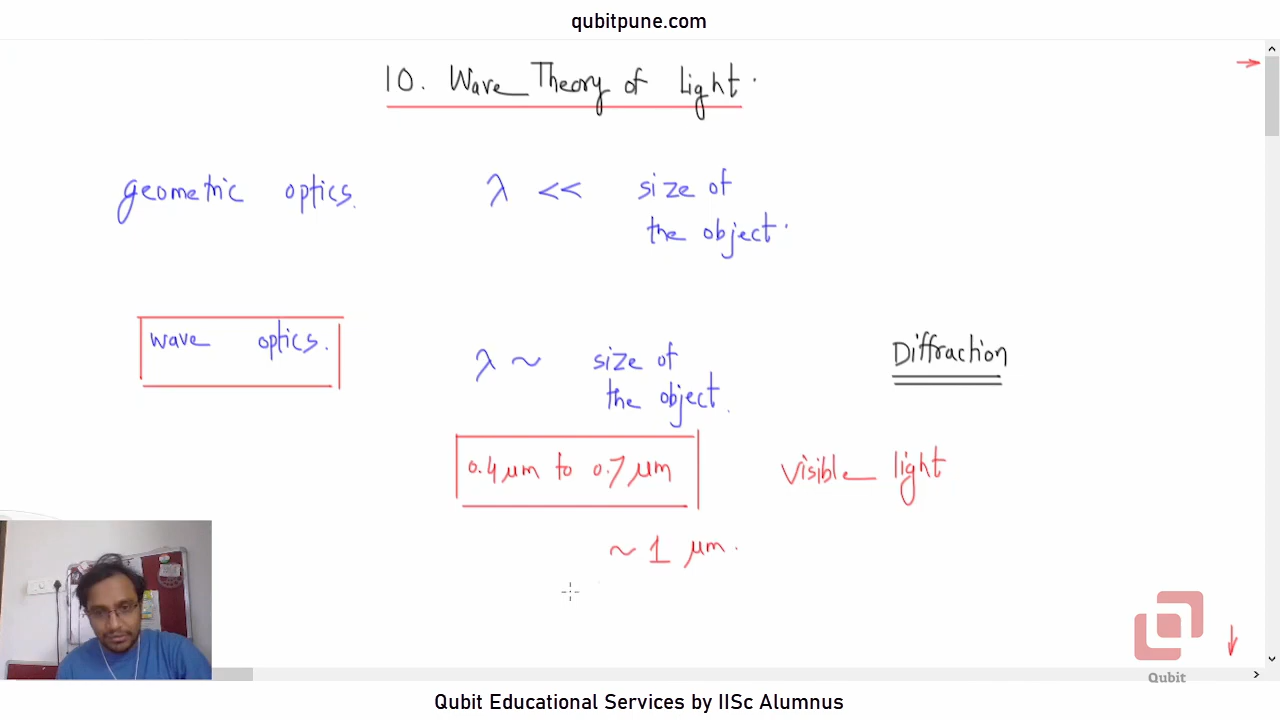 qubitpune.com
10. Wave Theory of Light.
geometric optics. λ << size of
the object.
wave optics. λ ~ size of
the object.
Diffraction
0.4 μm to 0.7 μm visible light
~ 1 μm.
Qubit
Qubit Educational Services by IISc Alumnus